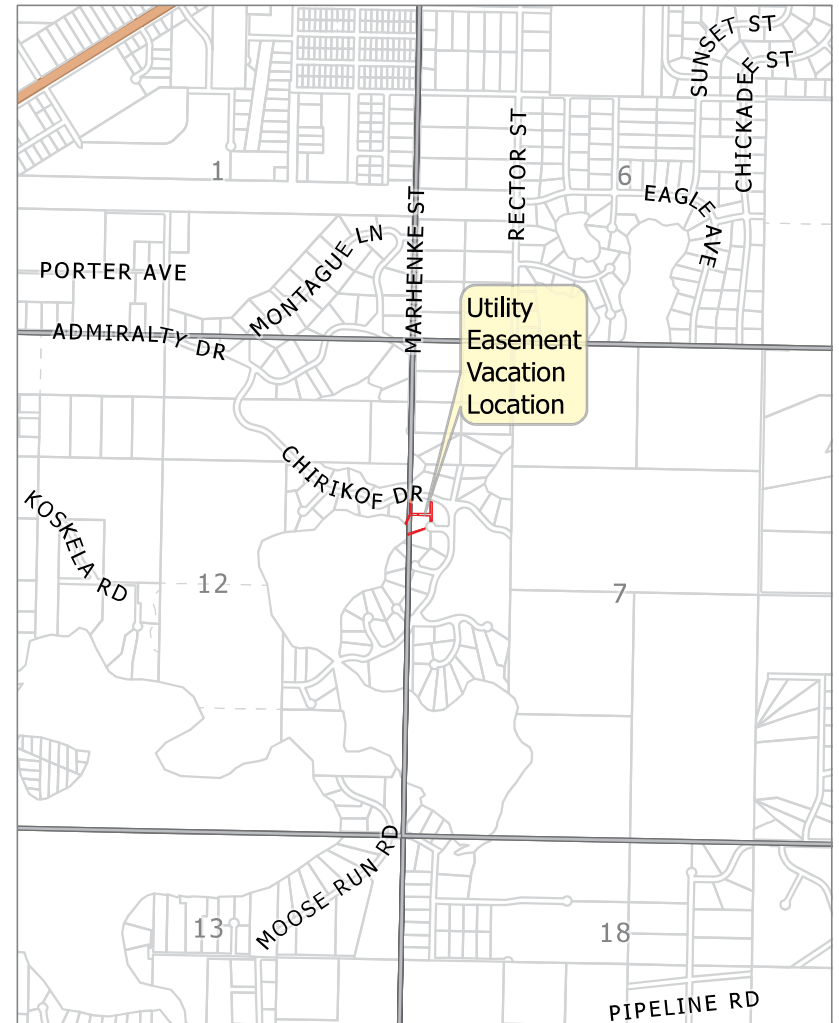 SUNSET ST
CHICKADEE ST
1
6
RECTOR ST
EAGLE AVE
MARHENKE ST
MONTAGUE LN
PORTER AVE
ADMIRALTY DR
Utility
Easement
Vacation
Location
CHIRIKOF DR
KOSKELA RD
12
7
MOOSE RUN RD
13
18
PIPELINE RD